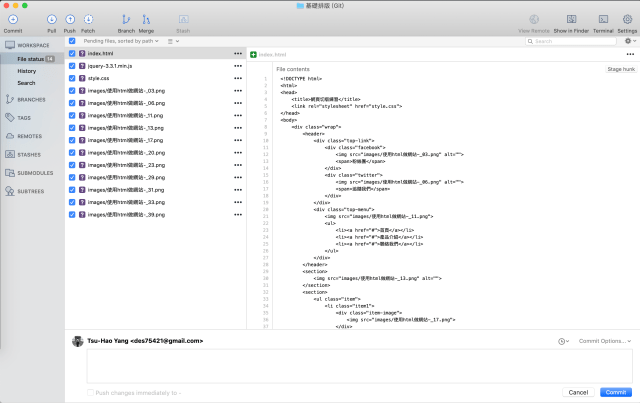 基礎排版 (Git)
Commit
Pull
Push
Fetch
Branch
Merge
Stash
View Remote
Show in Finder
Terminal
Settings
WORKSPACE
File status 14
History
Search
BRANCHES
TAGS
REMOTES
STASHES
SUBMODULES
SUBTREES
Pending files, sorted by path
Search
index.html
jquery-3.3.1.min.js
style.css
images/使用html做網站-_03.png
images/使用html做網站-_06.png
images/使用html做網站-_11.png
images/使用html做網站-_13.png
images/使用html做網站-_17.png
images/使用html做網站-_20.png
images/使用html做網站-_23.png
images/使用html做網站-_29.png
images/使用html做網站-_31.png
images/使用html做網站-_33.png
images/使用html做網站-_39.png
index.html
File contents
Stage hunk
1 <!DOCTYPE html>
2 <html>
3 <head>
4 <title>網頁切版練習</title>
5 <link rel="stylesheet" href="style.css">
6 </head>
7 <body>
8 <div class="wrap">
9 <header>
10 <div class="top-link">
11 <div class="facebook">
12 <img src="images/使用html做網站-_03.png" alt="">
13 <span>粉絲團</span>
14 </div>
15 <div class="twitter">
16 <img src="images/使用html做網站-_06.png" alt="">
17 <span>追蹤我們</span>
18 </div>
19 </div>
20 <div class="top-menu">
21 <img src="images/使用html做網站-_11.png">
22 <ul>
23 <li><a href="#">首頁</a></li>
24 <li><a href="#">產品介紹</a></li>
25 <li><a href="#">聯絡我們</a></li>
26 </ul>
27 </div>
28 </header>
29 <section>
30 <img src="images/使用html做網站-_13.png" alt="">
31 </section>
32 <section>
33 <ul class="item">
34 <li class="item1">
35 <div class="item-image">
36 <img src="images/使用html做網站-_17.png">
37 </div>
Tsu-Hao Yang <des75421@gmail.com>
Commit Options...
Push changes immediately to -
Cancel
Commit